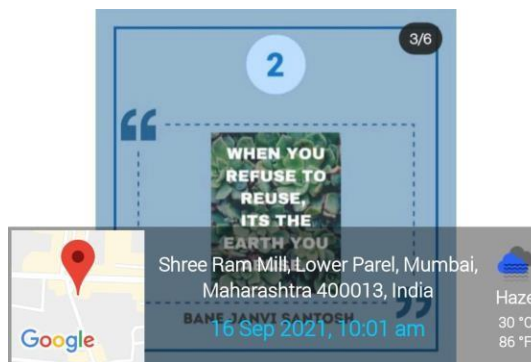 3/6
2
WHEN YOU
REFUSE TO
REUSE,
ITS THE
EARTH YOU
Shree Ram Mill, Lower Parel, Mumbai,
Maharashtra 400013, India
BANE JANVI SANTOSH
16 Sep 2021, 10:01 am
Google
Haze
30 °C
86 °F